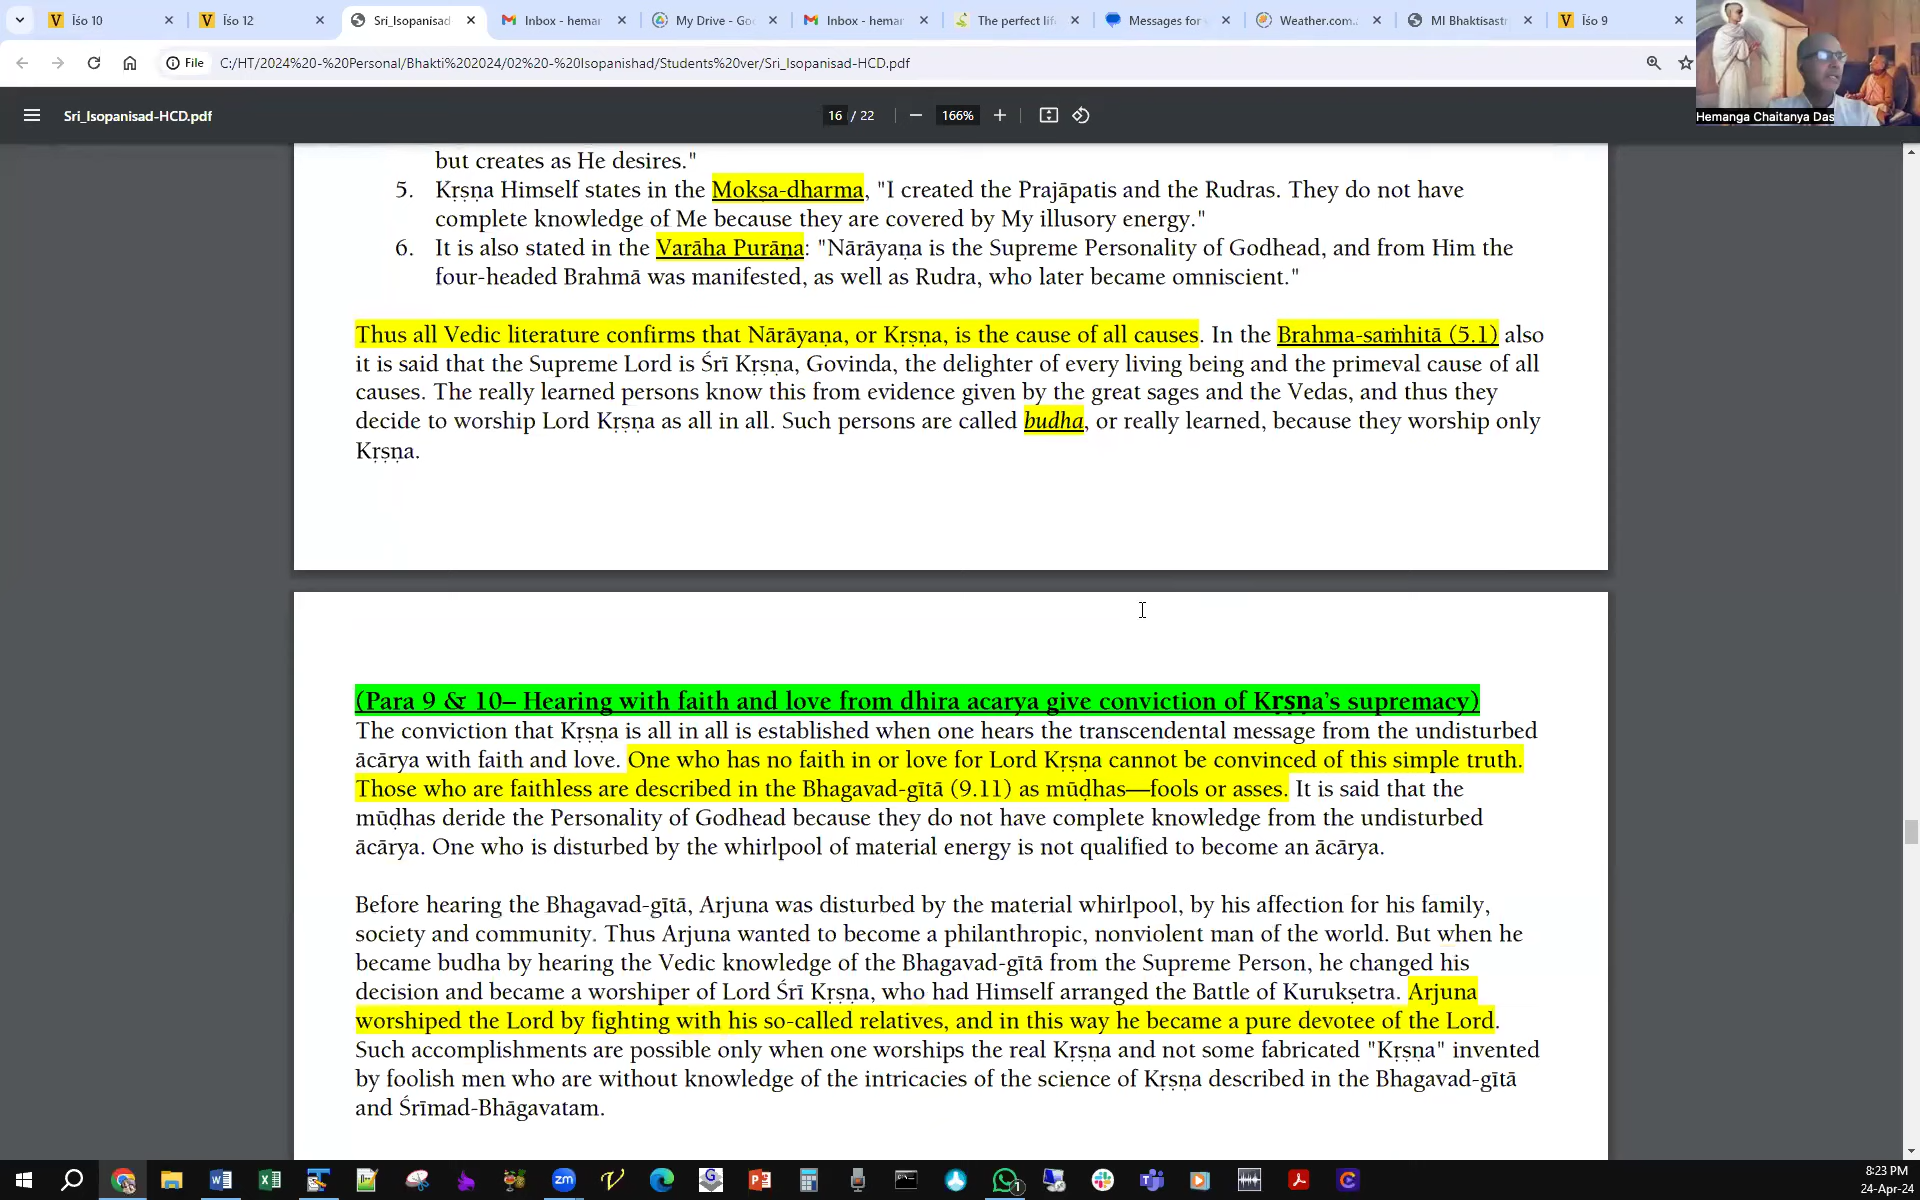 Īśo 10
Īśo 12
Sri_Isopanisad
Inbox - hemar
My Drive - Go
Inbox - hemar
The perfect life
Messages for
Weather.com
MI Bhaktisastr
Īśo 9
File
C:/HT/2024%20-%20Personal/Bhakti%202024/02%20-%20Isopanishad/Students%20ver/Sri_Isopanisad-HCD.pdf
Sri_Isopanisad-HCD.pdf
16 / 22
166%
Hemanga Chaitanya Das
but creates as He desires."
5. Kṛṣṇa Himself states in the Mokṣa-dharma, "I created the Prajāpatis and the Rudras. They do not have
complete knowledge of Me because they are covered by My illusory energy."
6. It is also stated in the Varāha Purāṇa: "Nārāyaṇa is the Supreme Personality of Godhead, and from Him the
four-headed Brahmā was manifested, as well as Rudra, who later became omniscient."
Thus all Vedic literature confirms that Nārāyaṇa, or Kṛṣṇa, is the cause of all causes. In the Brahma-saṁhitā (5.1) also
it is said that the Supreme Lord is Śrī Kṛṣṇa, Govinda, the delighter of every living being and the primeval cause of all
causes. The really learned persons know this from evidence given by the great sages and the Vedas, and thus they
decide to worship Lord Kṛṣṇa as all in all. Such persons are called budha, or really learned, because they worship only
Kṛṣṇa.
(Para 9 & 10– Hearing with faith and love from dhira acarya give conviction of Kṛṣṇa's supremacy)
The conviction that Kṛṣṇa is all in all is established when one hears the transcendental message from the undisturbed
ācārya with faith and love. One who has no faith in or love for Lord Kṛṣṇa cannot be convinced of this simple truth.
Those who are faithless are described in the Bhagavad-gītā (9.11) as mūḍhas—fools or asses. It is said that the
mūḍhas deride the Personality of Godhead because they do not have complete knowledge from the undisturbed
ācārya. One who is disturbed by the whirlpool of material energy is not qualified to become an ācārya.
Before hearing the Bhagavad-gītā, Arjuna was disturbed by the material whirlpool, by his affection for his family,
society and community. Thus Arjuna wanted to become a philanthropic, nonviolent man of the world. But when he
became budha by hearing the Vedic knowledge of the Bhagavad-gītā from the Supreme Person, he changed his
decision and became a worshiper of Lord Śrī Kṛṣṇa, who had Himself arranged the Battle of Kurukṣetra. Arjuna
worshiped the Lord by fighting with his so-called relatives, and in this way he became a pure devotee of the Lord.
Such accomplishments are possible only when one worships the real Kṛṣṇa and not some fabricated "Kṛṣṇa" invented
by foolish men who are without knowledge of the intricacies of the science of Kṛṣṇa described in the Bhagavad-gītā
and Śrīmad-Bhāgavatam.
8:23 PM
24-Apr-24